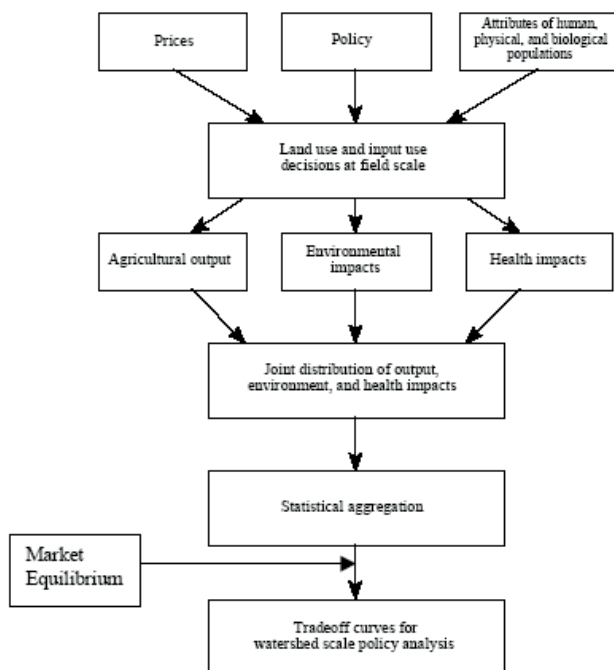 Prices
Policy
Attributes of human,
physical, and biological
populations
Land use and input use
decisions at field scale
Agricultural output
Environmental
impacts
Health impacts
Joint distribution of output,
environment, and health impacts
Statistical aggregation
Market
Equilibrium
Tradeoff curves for
watershed scale policy analysis